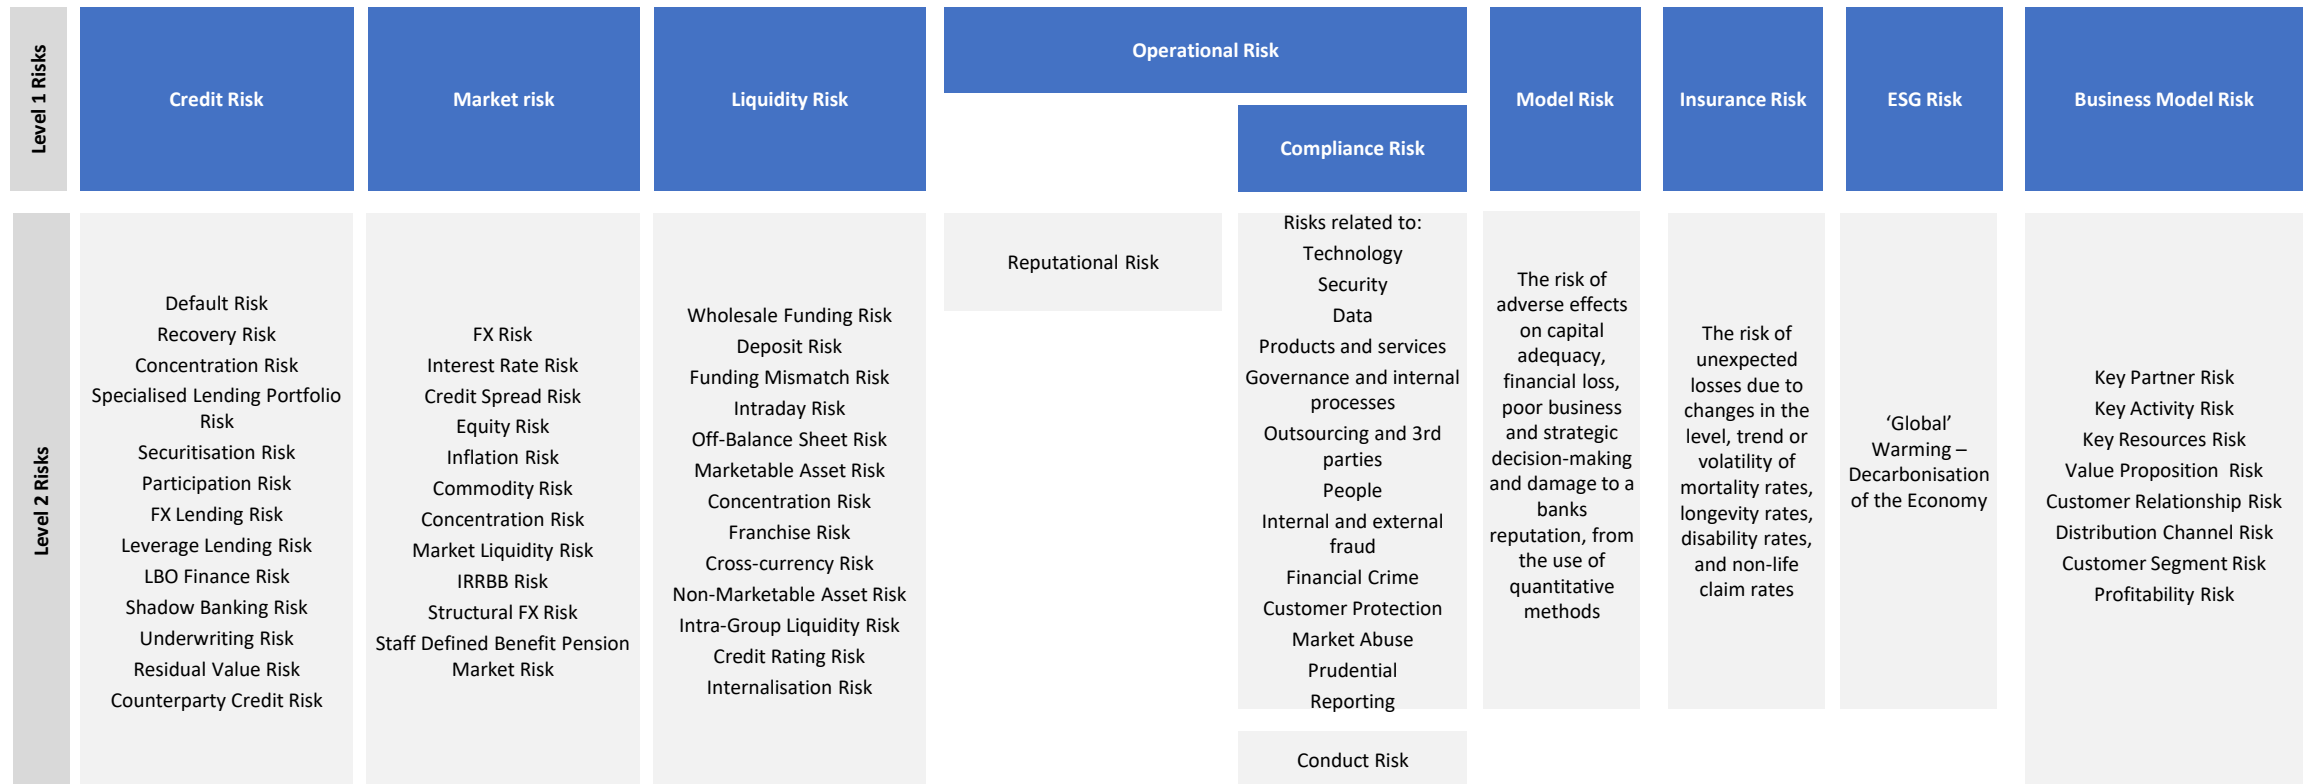 Level 1 Risks
Credit Risk
Market risk
Liquidity Risk
Operational Risk
Compliance Risk
Model Risk
Insurance Risk
ESG Risk
Business Model Risk
Level 2 Risks
Default Risk
Recovery Risk
Concentration Risk
Specialised Lending Portfolio
Risk
Securitisation Risk
Participation Risk
FX Lending Risk
Leverage Lending Risk
LBO Finance Risk
Shadow Banking Risk
Underwriting Risk
Residual Value Risk
Counterparty Credit Risk
FX Risk
Interest Rate Risk
Credit Spread Risk
Equity Risk
Inflation Risk
Commodity Risk
Concentration Risk
Market Liquidity Risk
IRRBB Risk
Structural FX Risk
Staff Defined Benefit Pension
Market Risk
Wholesale Funding Risk
Deposit Risk
Funding Mismatch Risk
Intraday Risk
Off-Balance Sheet Risk
Marketable Asset Risk
Concentration Risk
Franchise Risk
Cross-currency Risk
Non-Marketable Asset Risk
Intra-Group Liquidity Risk
Credit Rating Risk
Internalisation Risk
Reputational Risk
Risks related to:
Technology
Security
Data
Products and services
Governance and internal
processes
Outsourcing and 3rd
parties
People
Internal and external
fraud
Financial Crime
Customer Protection
Market Abuse
Prudential
Reporting
Conduct Risk
The risk of
adverse effects
on capital
adequacy,
financial loss,
poor business
and strategic
decision-making
and damage to a
banks
reputation, from
the use of
quantitative
methods
The risk of
unexpected
losses due to
changes in the
level, trend or
volatility of
mortality rates,
longevity rates,
disability rates,
and non-life
claim rates
‘Global’
Warming –
Decarbonisation
of the Economy
Key Partner Risk
Key Activity Risk
Key Resources Risk
Value Proposition  Risk
Customer Relationship Risk
Distribution Channel Risk
Customer Segment Risk
Profitability Risk